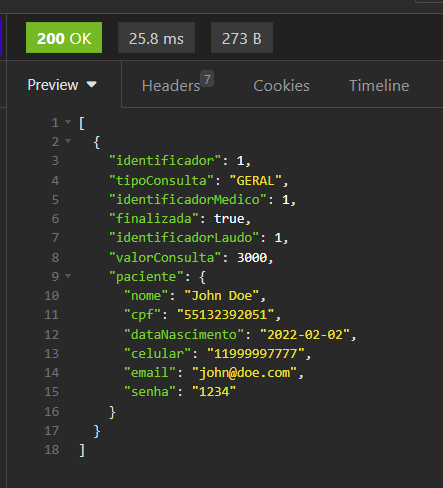 200 OK 25.8 ms 273 B
Preview Headers 7 Cookies Timeline
1 [
2 {
3 "identificador": 1,
4 "tipoConsulta": "GERAL",
5 "identificadorMedico": 1,
6 "finalizada": true,
7 "identificadorLaudo": 1,
8 "valorConsulta": 3000,
9 "paciente": {
10 "nome": "John Doe",
11 "cpf": "55132392051",
12 "dataNascimento": "2022-02-02",
13 "celular": "11999997777",
14 "email": "john@doe.com",
15 "senha": "1234"
16 }
17 }
18 ]